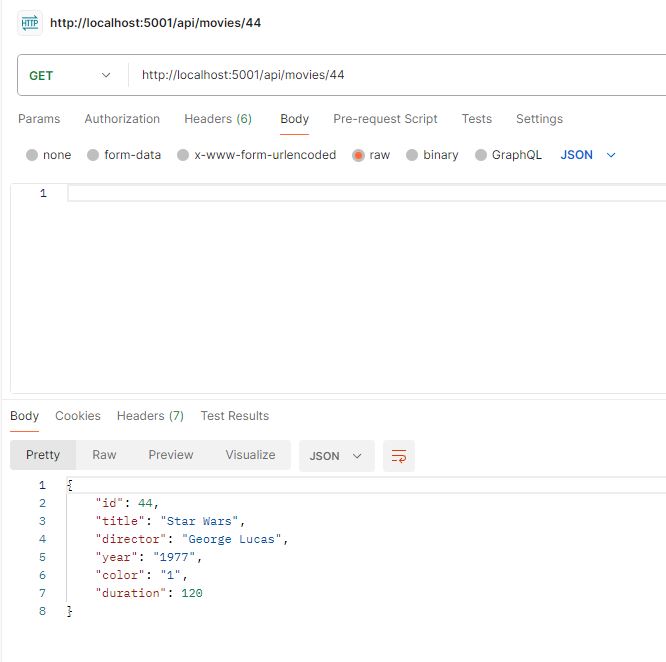 HTTP http://localhost:5001/api/movies/44
GET http://localhost:5001/api/movies/44
Params Authorization Headers (6) Body Pre-request Script Tests Settings
none form-data x-www-form-urlencoded raw binary GraphQL JSON
1
Body Cookies Headers (7) Test Results
Pretty Raw Preview Visualize JSON
1 {
2 "id": 44,
3 "title": "Star Wars",
4 "director": "George Lucas",
5 "year": "1977",
6 "color": "1",
7 "duration": 120
8 }